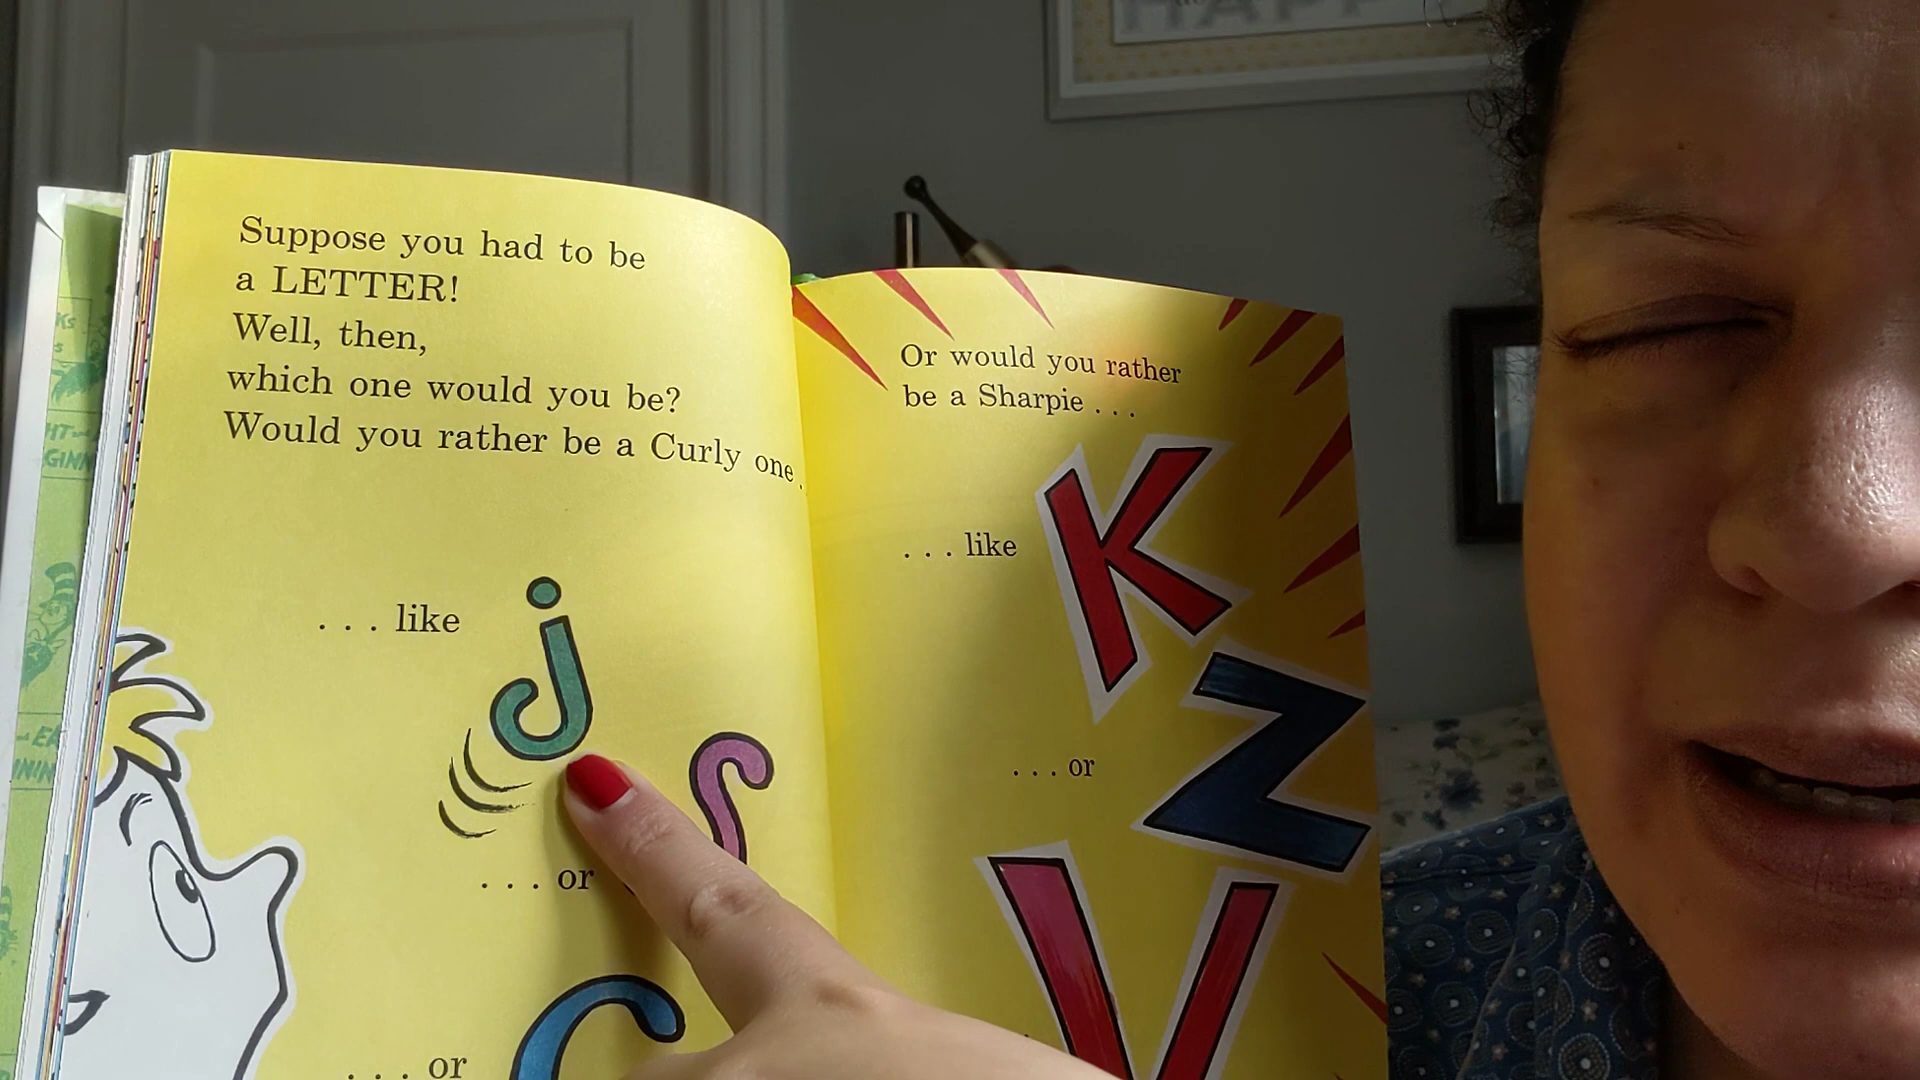 Suppose you had to be
a LETTER!
Well, then,
which one would you be?
Would you rather be a Curly one .
. . . like j
. . . or S
. . . or C
Or would you rather
be a Sharpie . . .
. . . like K
. . . or Z
V